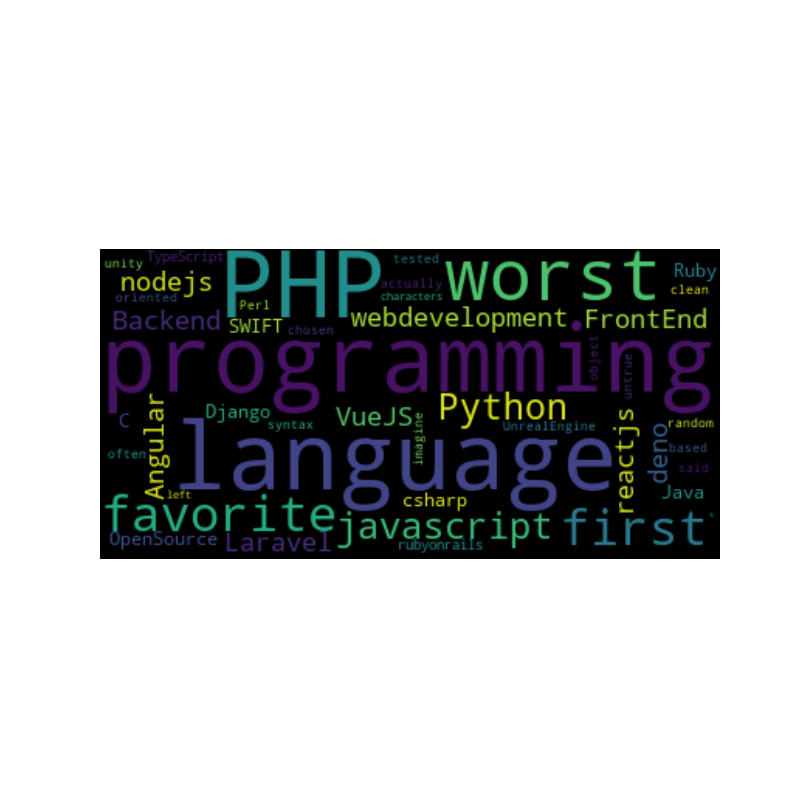 unity
TypeScript
PHP
tested
worst
Ruby
nodejs
actually
clean
oriented
Perl
characters
Backend
SWIFT
chosen
webdevelopment
FrontEnd
programming
object
untrue
C
Angular
Django
syntax
VueJS
imagine
Python
UnrealEngine
reactjs
deno
random
often
language
based
said
left
csharp
Java
favorite
javascript
first
OpenSource
Laravel
rubyonrails